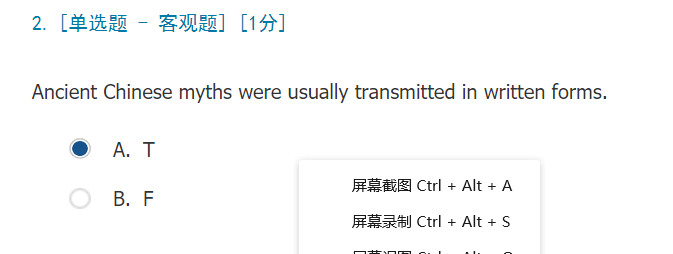 2. [单选题 - 客观题] [1分]
Ancient Chinese myths were usually transmitted in written forms.
A. T
B. F
屏幕截图 Ctrl + Alt + A
屏幕录制 Ctrl + Alt + S